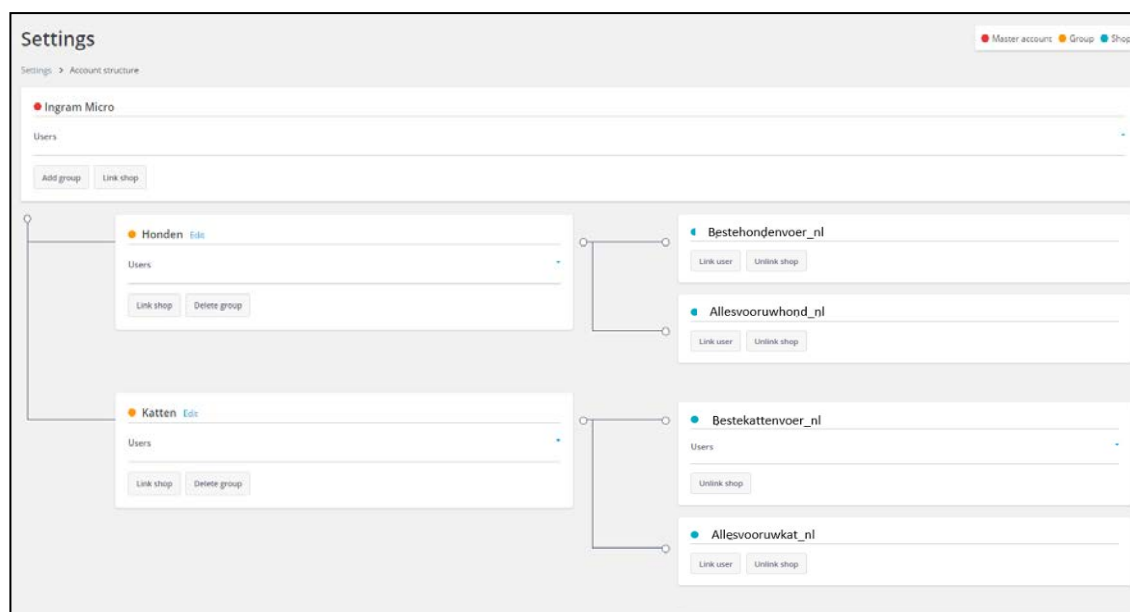 Settings
Master account Group Shop
Settings > Account structure
Ingram Micro
Users
Add group Link shop
Honden Edit
Users
Link shop Delete group
Bestehondenvoer_nl
Link user Unlink shop
Allesvooruwhond_nl
Link user Unlink shop
Katten Edit
Users
Link shop Delete group
Bestekattenvoer_nl
Users
Unlink shop
Allesvooruwkat_nl
Link user Unlink shop